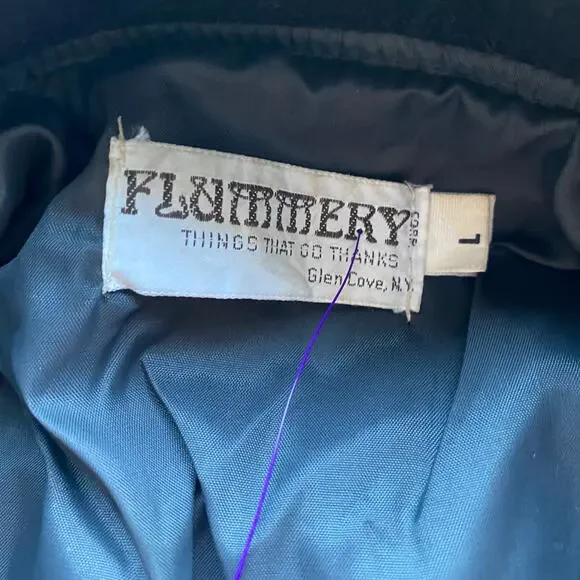 FLUMMERY CORP.
THINGS THAT GO THANKS
Glen Cove, N.Y.
L